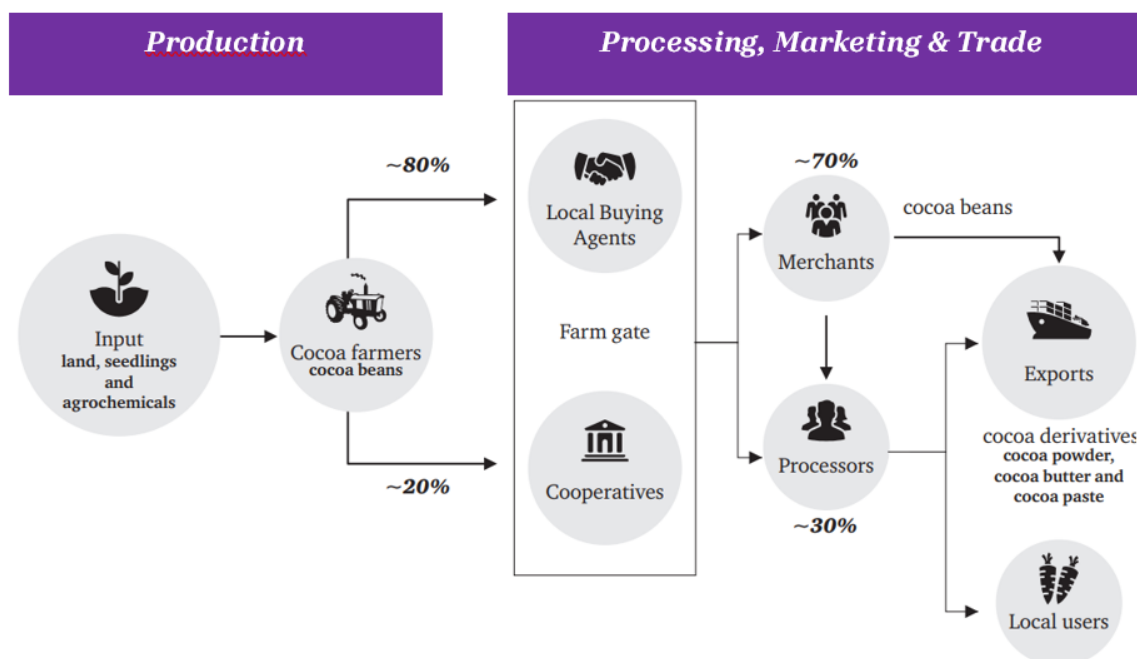 Production
Processing, Marketing & Trade
~80%
~70%
Local Buying
Agents
cocoa beans
Merchants
Input
land, seedlings
and
agrochemicals
Cocoa farmers
cocoa beans
Farm gate
Exports
cocoa derivatives
cocoa powder,
cocoa butter and
cocoa paste
~20%
Cooperatives
Processors
~30%
Local users